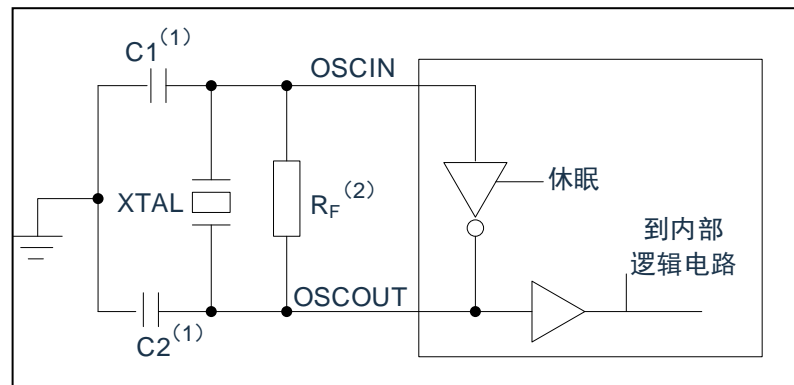 C1(1)
OSCIN
休眠
XTAL
RF(2)
到内部
逻辑电路
OSCOUT
C2(1)